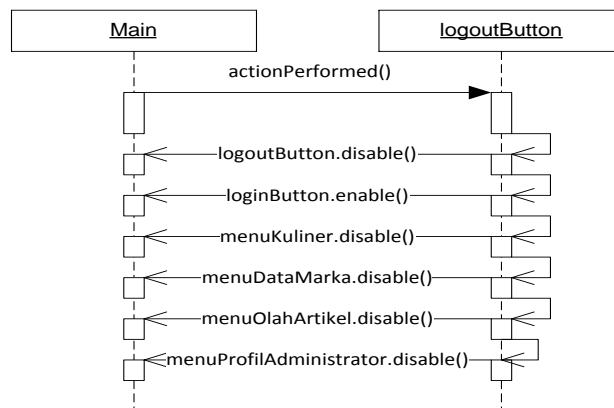 Main
logoutButton
actionPerformed()
logoutButton.disable()
loginButton.enable()
menuKuliner.disable()
menuDataMarka.disable()
menuOlahArtikel.disable()
menuProfilAdministrator.disable()